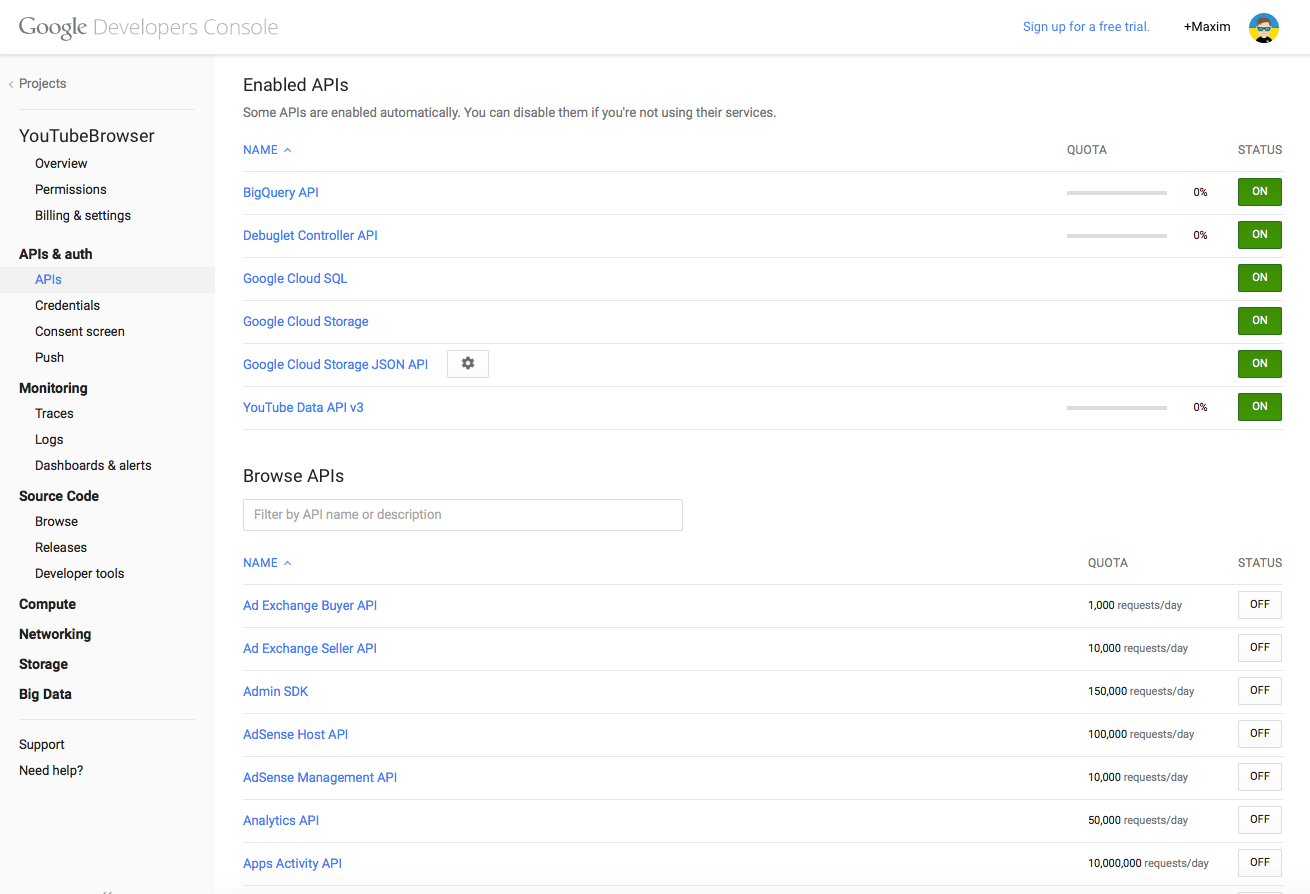 Google Developers Console
Sign up for a free trial.
+Maxim
Projects
YouTubeBrowser
Overview
Permissions
Billing & settings
APIs & auth
APIs
Credentials
Consent screen
Push
Monitoring
Traces
Logs
Dashboards & alerts
Source Code
Browse
Releases
Developer tools
Compute
Networking
Storage
Big Data
Support
Need help?
Enabled APIs
Some APIs are enabled automatically. You can disable them if you're not using their services.
NAME QUOTA STATUS
BigQuery API 0% ON
Debuglet Controller API 0% ON
Google Cloud SQL ON
Google Cloud Storage ON
Google Cloud Storage JSON API ON
YouTube Data API v3 0% ON
Browse APIs
Filter by API name or description
NAME QUOTA STATUS
Ad Exchange Buyer API 1,000 requests/day OFF
Ad Exchange Seller API 10,000 requests/day OFF
Admin SDK 150,000 requests/day OFF
AdSense Host API 100,000 requests/day OFF
AdSense Management API 10,000 requests/day OFF
Analytics API 50,000 requests/day OFF
Apps Activity API 10,000,000 requests/day OFF